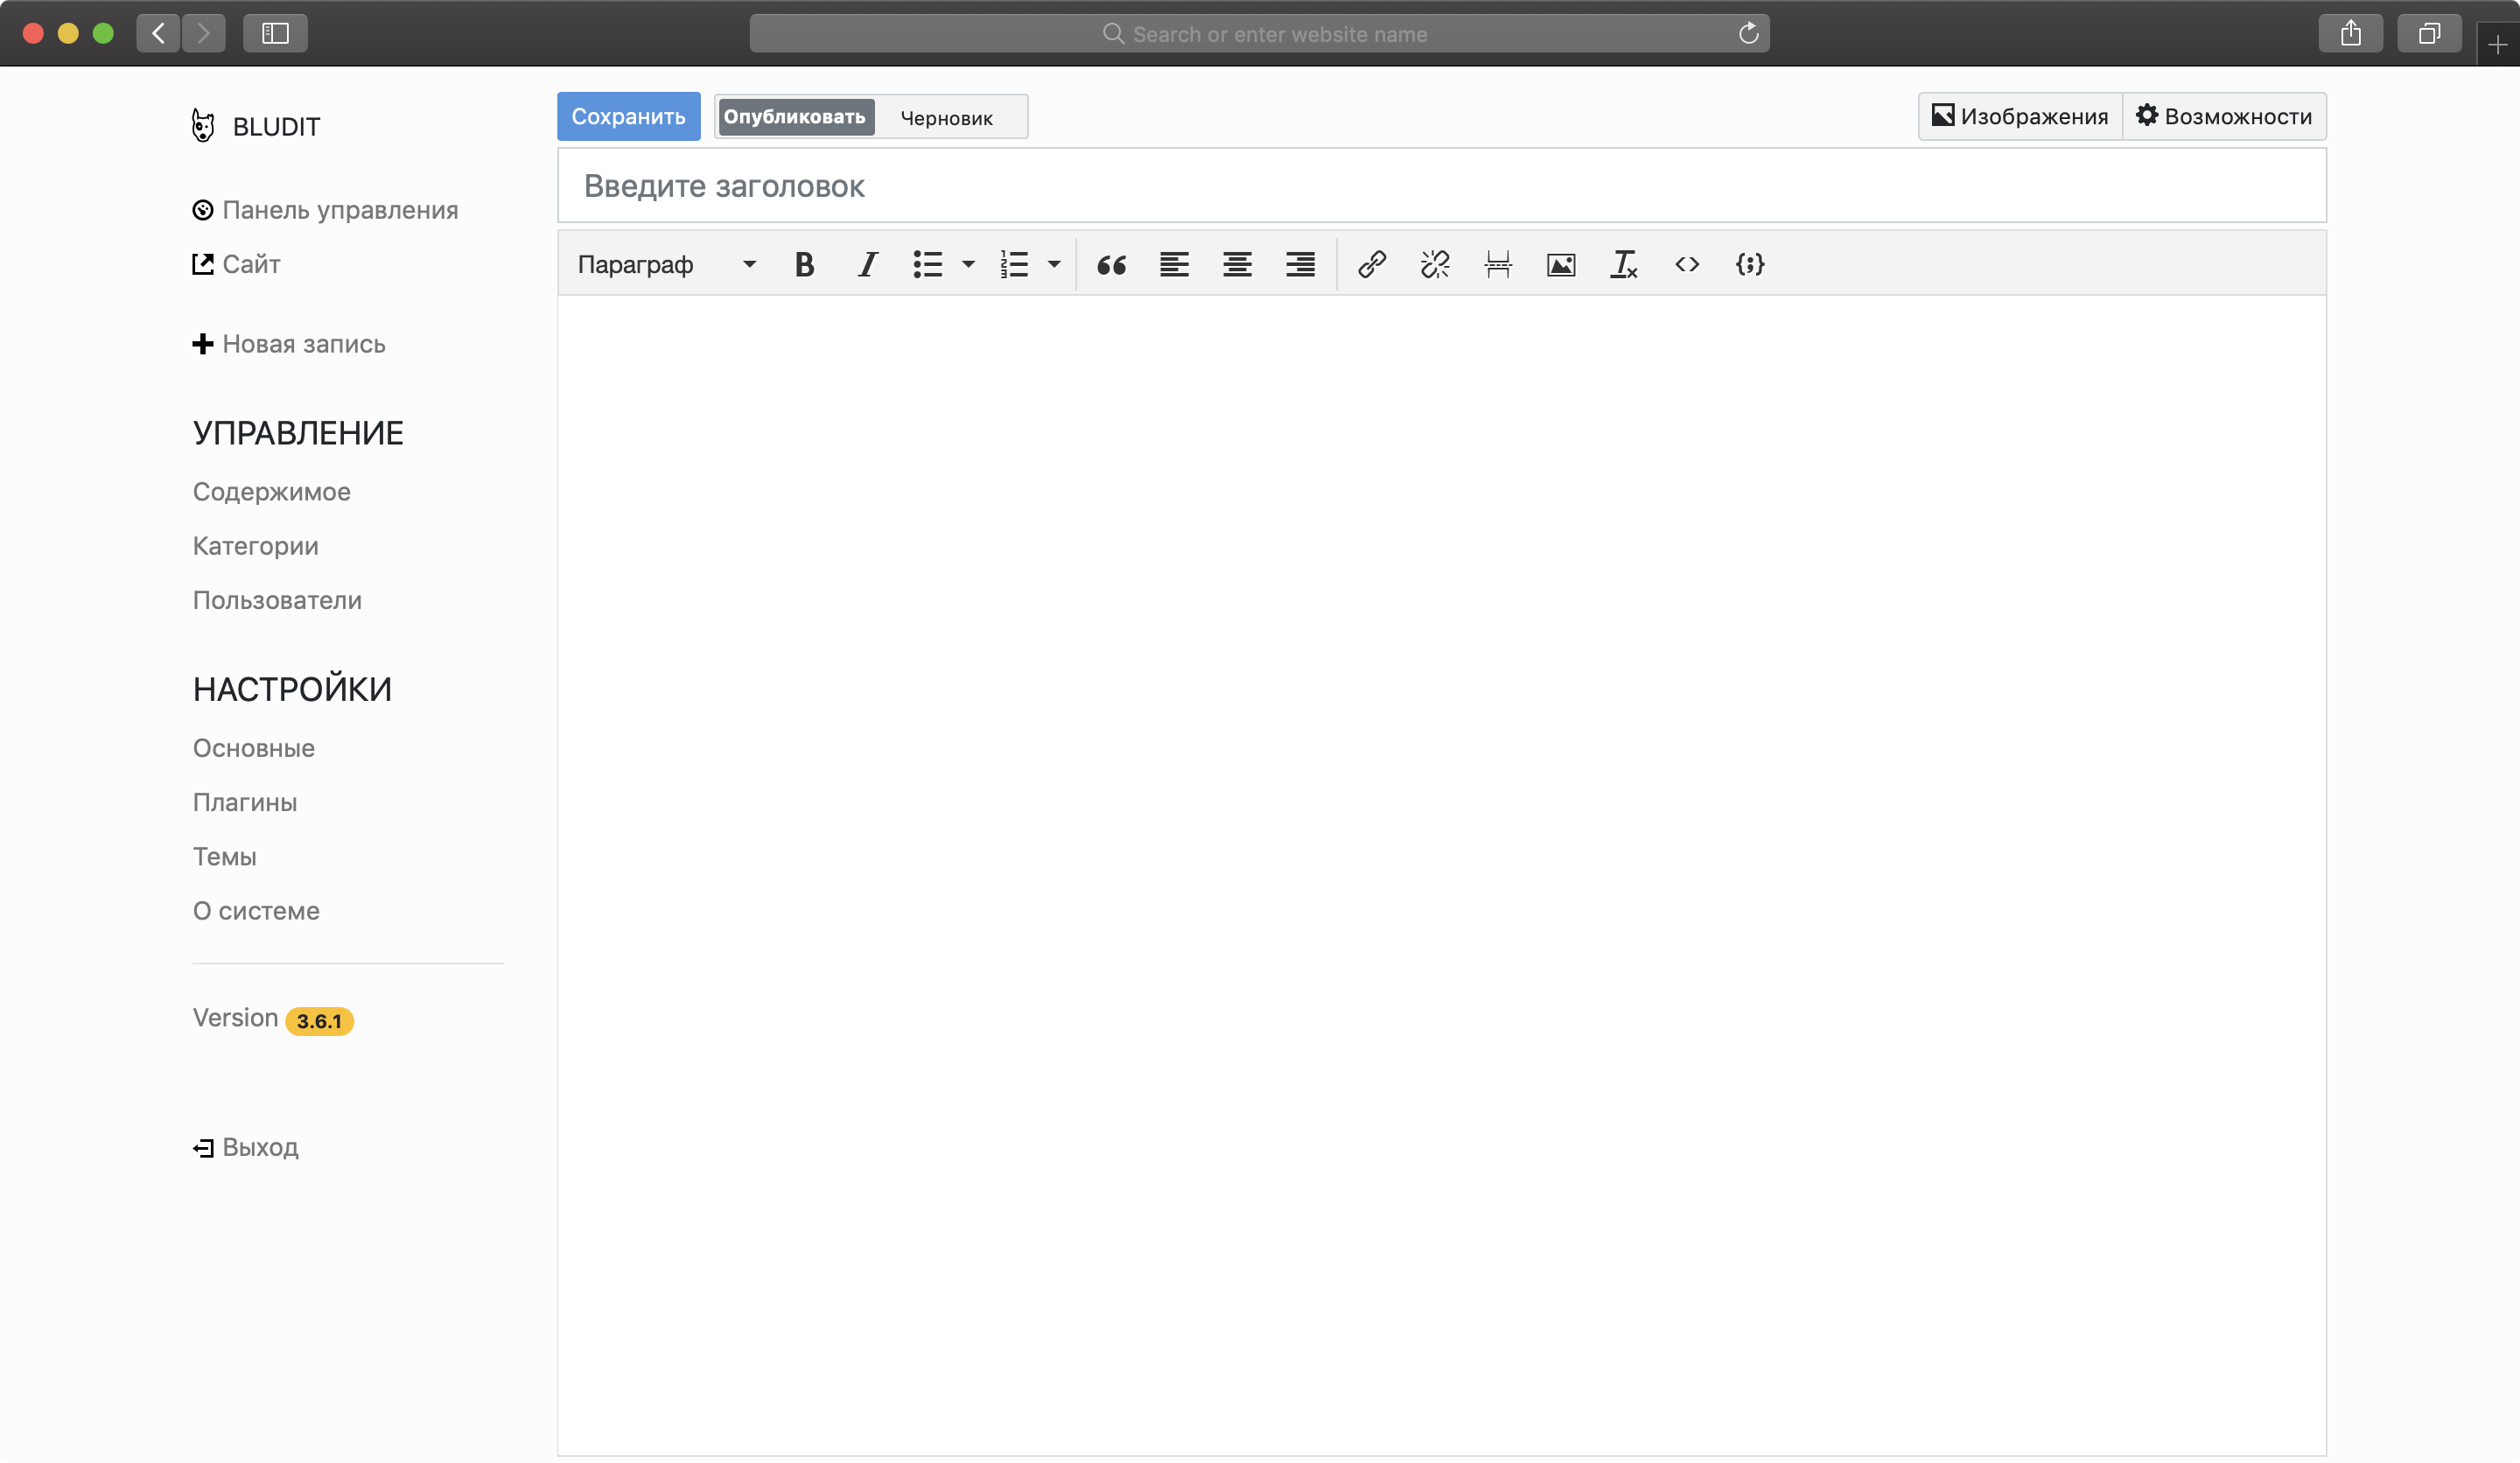 Search or enter website name
BLUDIT
Панель управления
Сайт
Новая запись
УПРАВЛЕНИЕ
Содержимое
Категории
Пользователи
НАСТРОЙКИ
Основные
Плагины
Темы
О системе
Version 3.6.1
Выход
Сохранить Опубликовать Черновик Изображения Возможности
Введите заголовок
Параграф